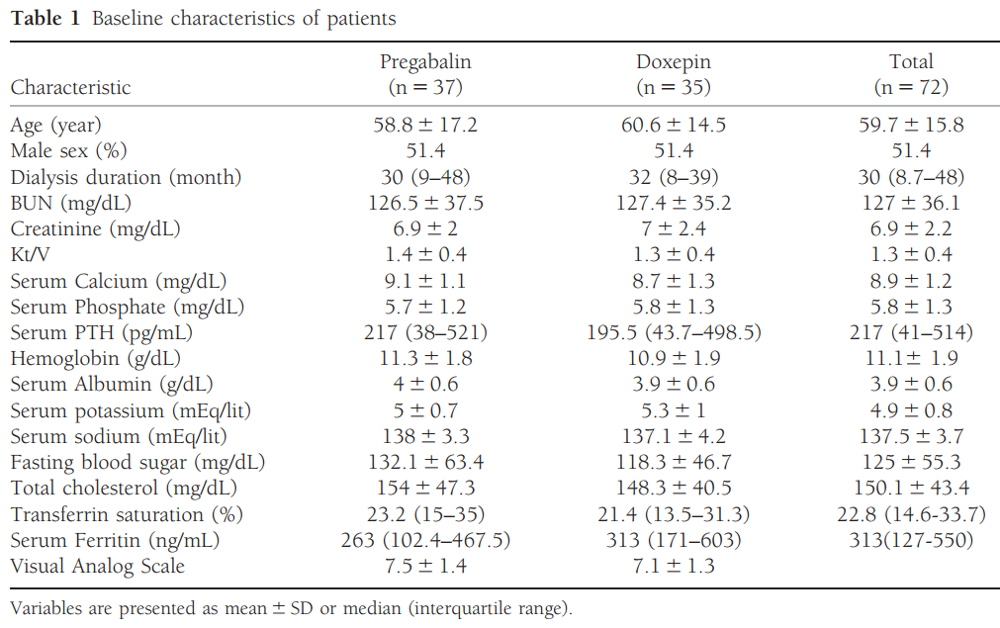 Table 1 Baseline characteristics of patients
Characteristic Pregabalin (n = 37) Doxepin (n = 35) Total (n = 72)
Age (year) 58.8 ± 17.2 60.6 ± 14.5 59.7 ± 15.8
Male sex (%) 51.4 51.4 51.4
Dialysis duration (month) 30 (9–48) 32 (8–39) 30 (8.7–48)
BUN (mg/dL) 126.5 ± 37.5 127.4 ± 35.2 127 ± 36.1
Creatinine (mg/dL) 6.9 ± 2 7 ± 2.4 6.9 ± 2.2
Kt/V 1.4 ± 0.4 1.3 ± 0.4 1.3 ± 0.4
Serum Calcium (mg/dL) 9.1 ± 1.1 8.7 ± 1.3 8.9 ± 1.2
Serum Phosphate (mg/dL) 5.7 ± 1.2 5.8 ± 1.3 5.8 ± 1.3
Serum PTH (pg/mL) 217 (38–521) 195.5 (43.7–498.5) 217 (41–514)
Hemoglobin (g/dL) 11.3 ± 1.8 10.9 ± 1.9 11.1± 1.9
Serum Albumin (g/dL) 4 ± 0.6 3.9 ± 0.6 3.9 ± 0.6
Serum potassium (mEq/lit) 5 ± 0.7 5.3 ± 1 4.9 ± 0.8
Serum sodium (mEq/lit) 138 ± 3.3 137.1 ± 4.2 137.5 ± 3.7
Fasting blood sugar (mg/dL) 132.1 ± 63.4 118.3 ± 46.7 125 ± 55.3
Total cholesterol (mg/dL) 154 ± 47.3 148.3 ± 40.5 150.1 ± 43.4
Transferrin saturation (%) 23.2 (15–35) 21.4 (13.5–31.3) 22.8 (14.6-33.7)
Serum Ferritin (ng/mL) 263 (102.4–467.5) 313 (171–603) 313(127-550)
Visual Analog Scale 7.5 ± 1.4 7.1 ± 1.3
Variables are presented as mean ± SD or median (interquartile range).